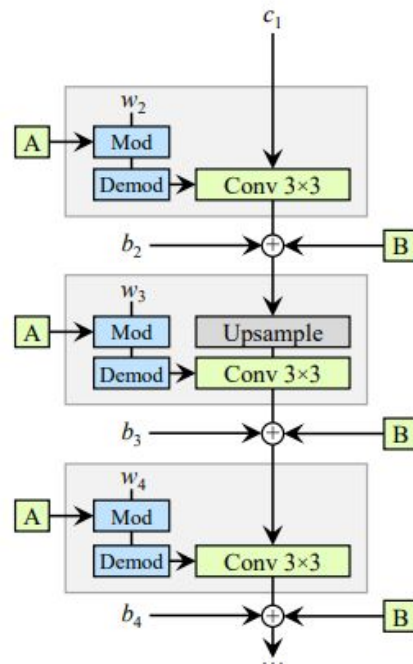 c₁
w₂
A Mod
Demod Conv 3×3
b₂ + B
w₃
A Mod Upsample
Demod Conv 3×3
b₃ + B
w₄
A Mod
Demod Conv 3×3
b₄ + B
...